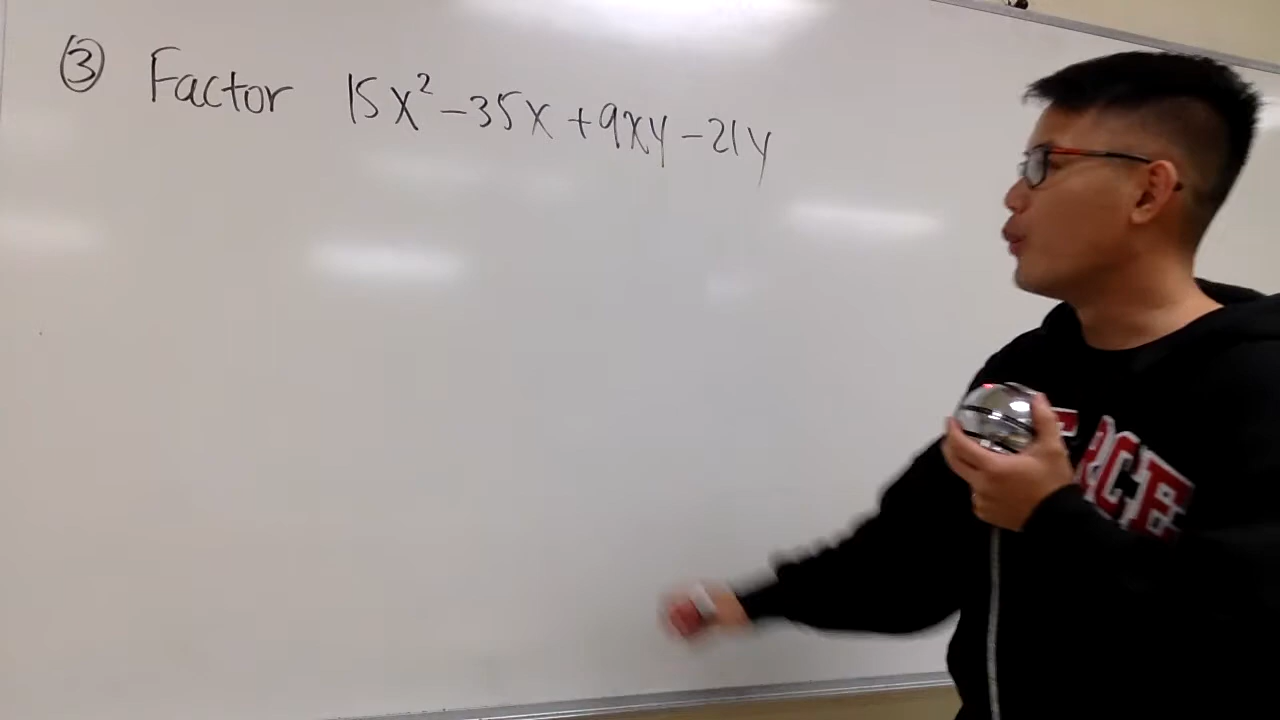 ③ Factor 15x² -35x +9xy -21y